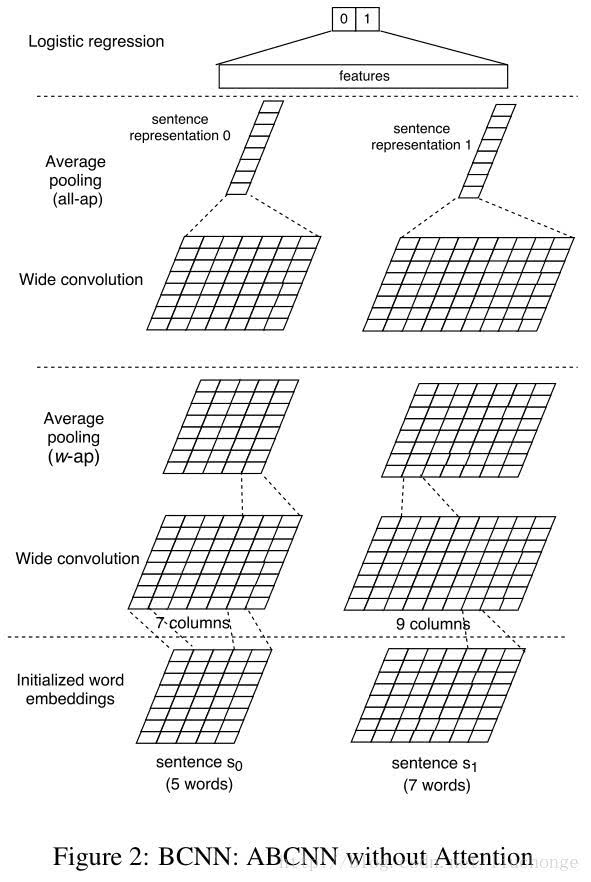 Logistic regression
0 1
features
sentence
representation 0
sentence
representation 1
Average
pooling
(all-ap)
Wide convolution
Average
pooling
(w-ap)
Wide convolution
7 columns
9 columns
Initialized word
embeddings
sentence s0
(5 words)
sentence s1
(7 words)
Figure 2: BCNN: ABCNN without Attention